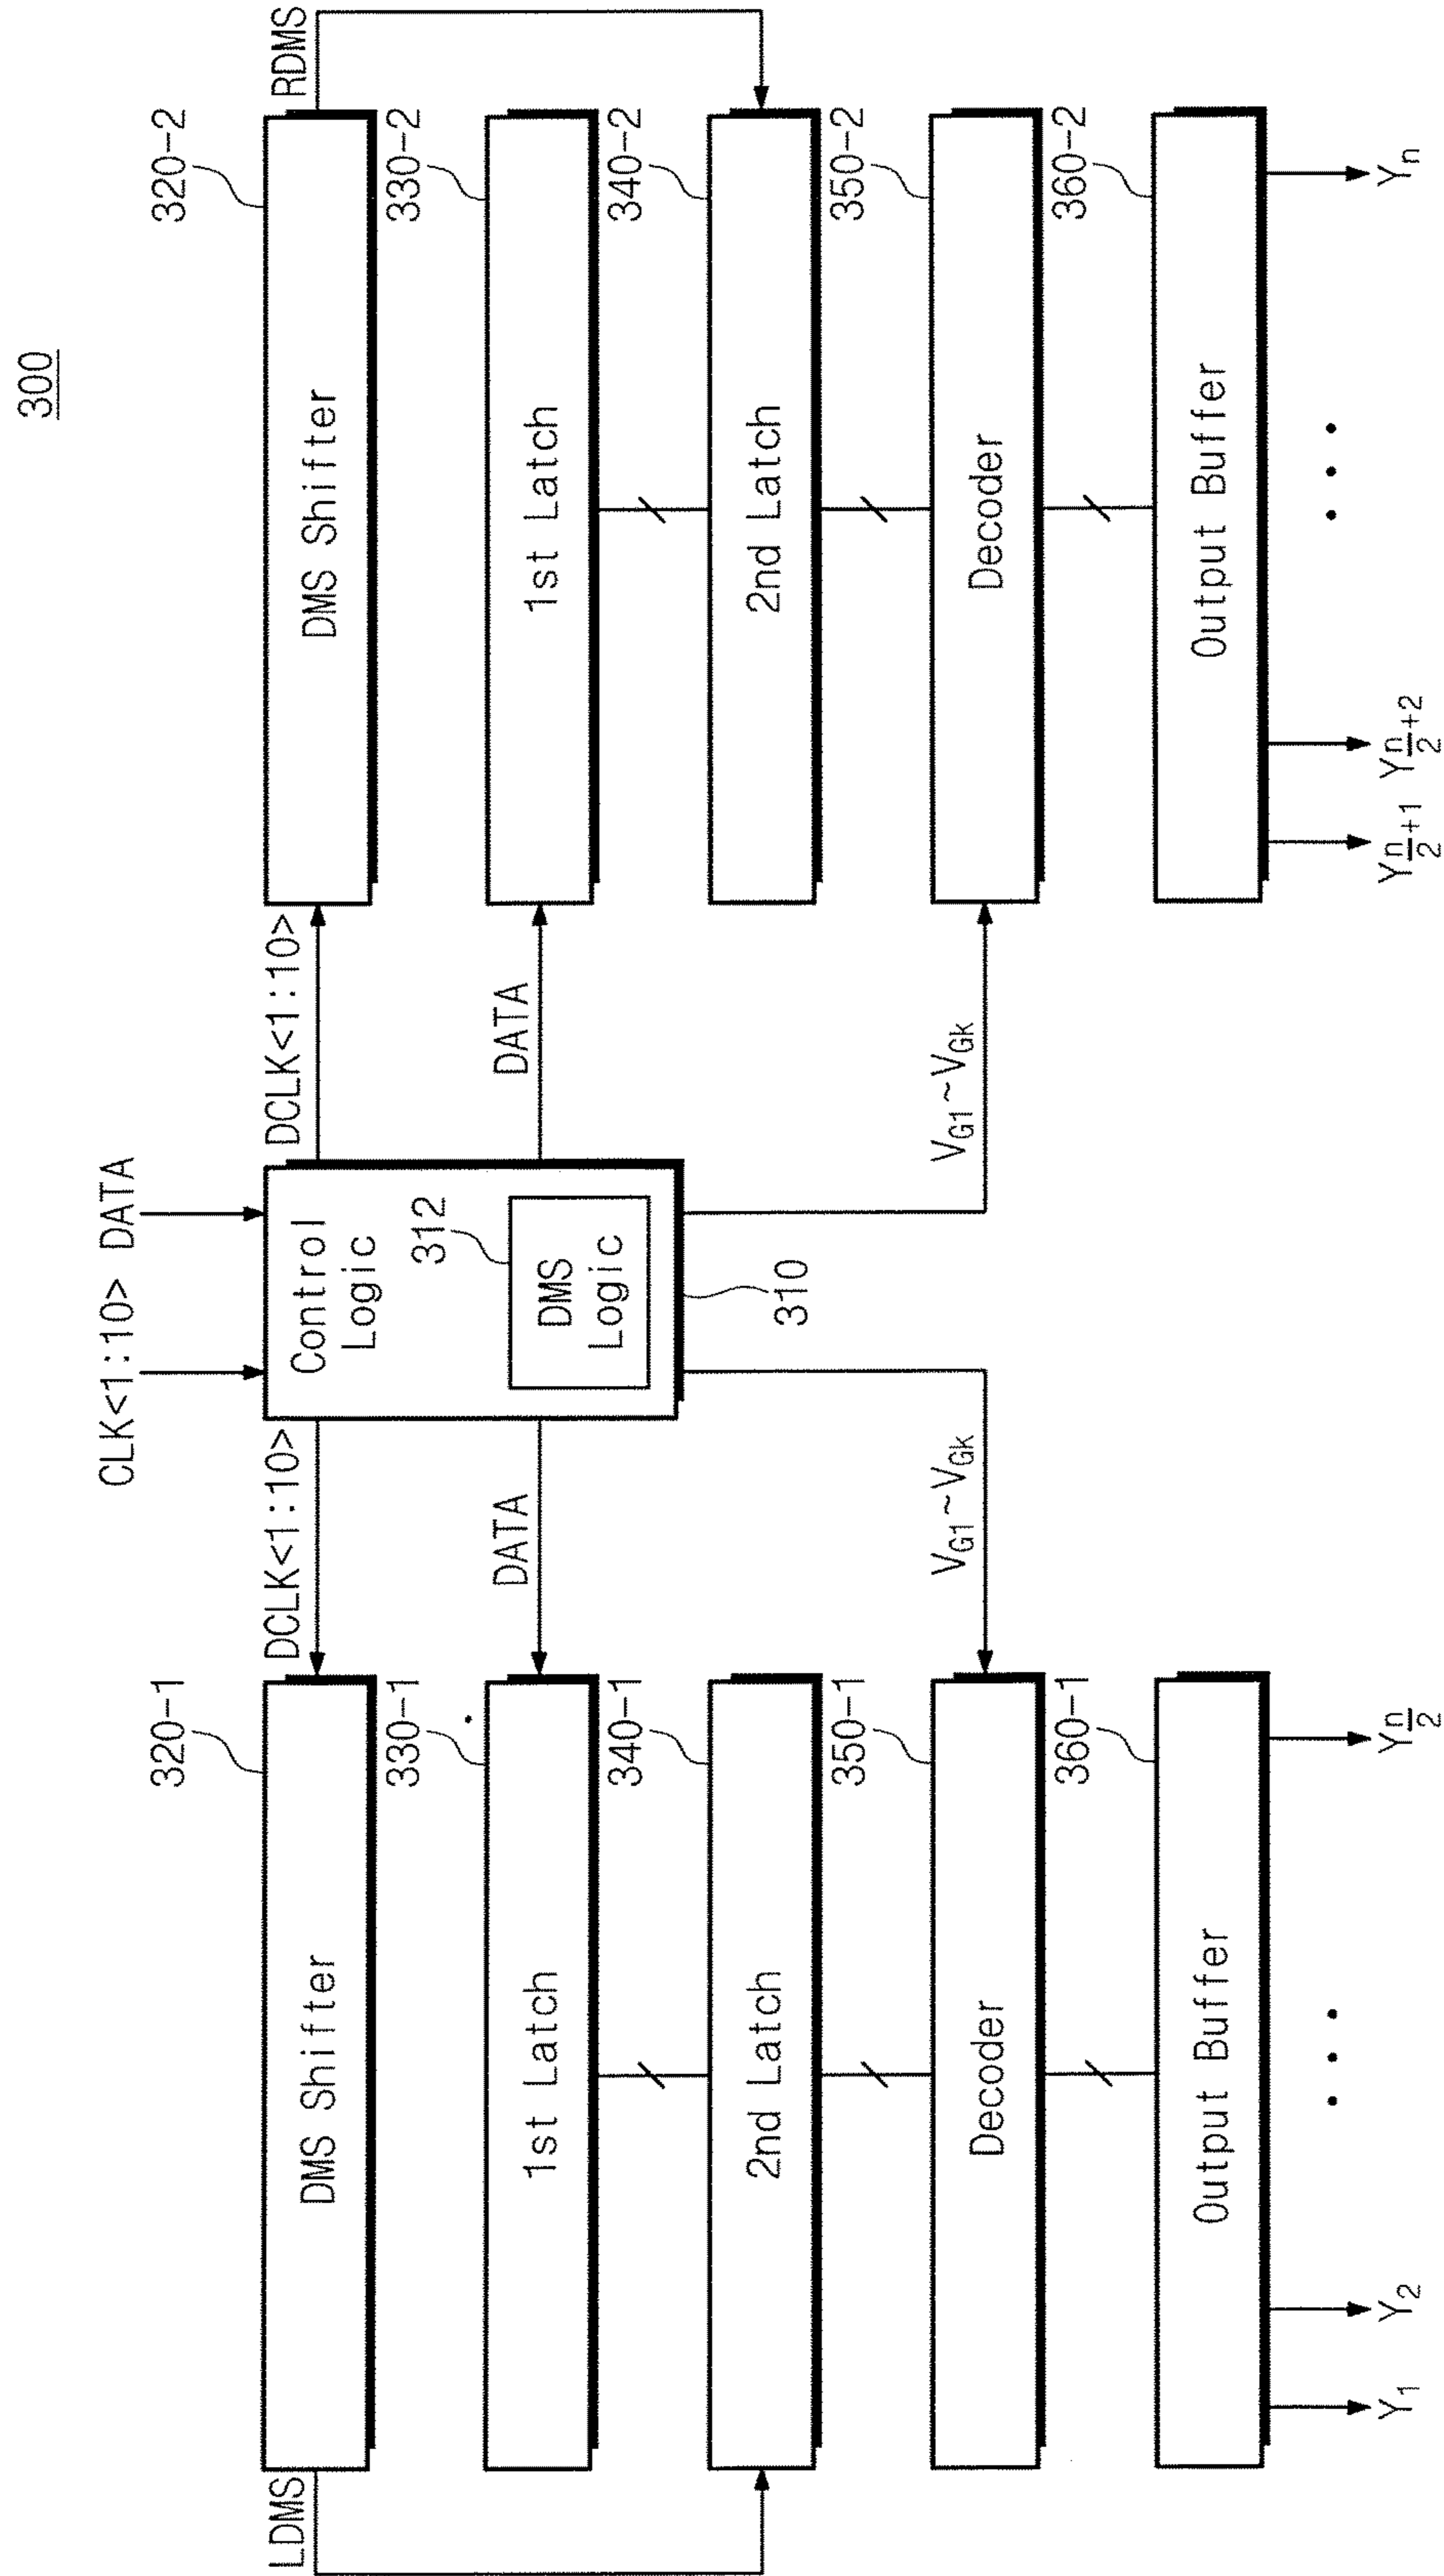 300
CLK<1:10> DATA
LDMS
320-1
DMS Shifter
DCLK<1:10>
Control
Logic
DCLK<1:10>
320-2
DMS Shifter
RDMS
330-1
1st Latch
DATA
312
DMS
Logic
310
DATA
330-2
1st Latch
340-1
2nd Latch
340-2
2nd Latch
350-1
Decoder
VG1~VGk
VG1~VGk
350-2
Decoder
360-1
Output Buffer
360-2
Output Buffer
Y1
Y2
• • •
Yn/2
Yn/2+1
Yn/2+2
• • •
Yn